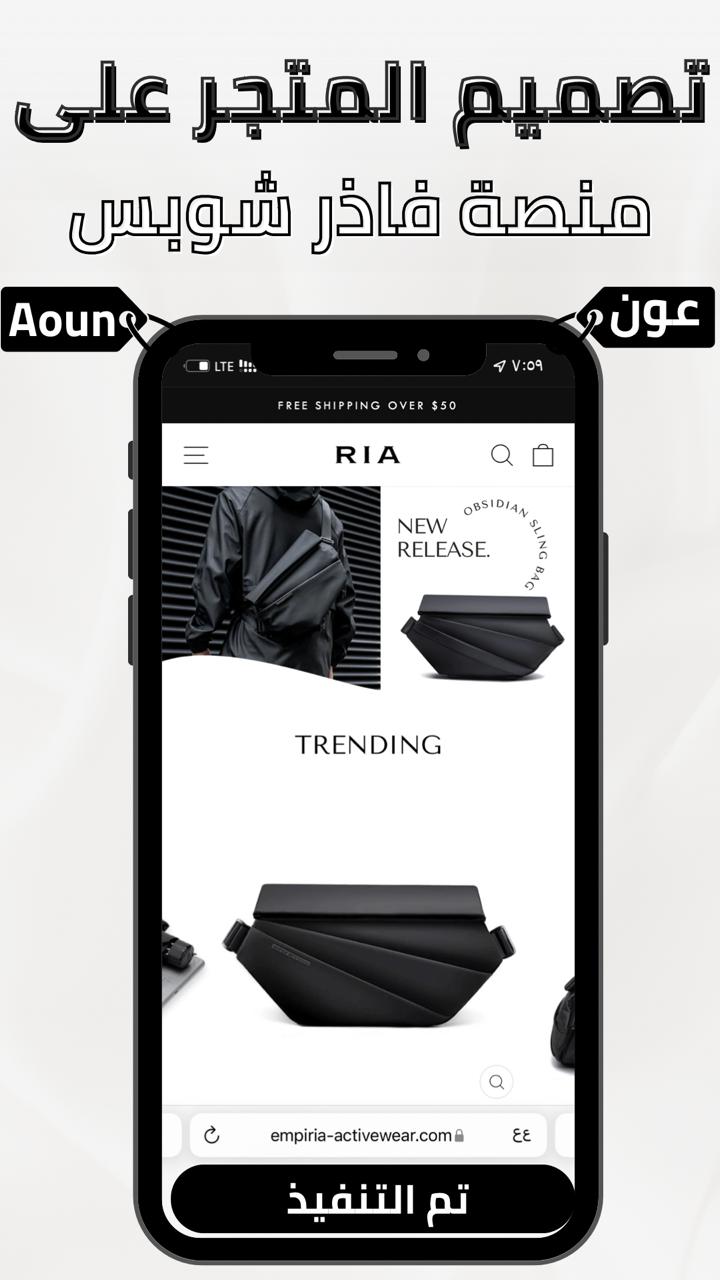 تصميم المتجر على
منصة فاذر شوبس
Aoun
عون
LTE
٧:٥٩
FREE SHIPPING OVER $50
RIA
NEW
RELEASE.
OBSIDIAN SLING BAG
TRENDING
empiria-activewear.com
عع
تم التنفيذ